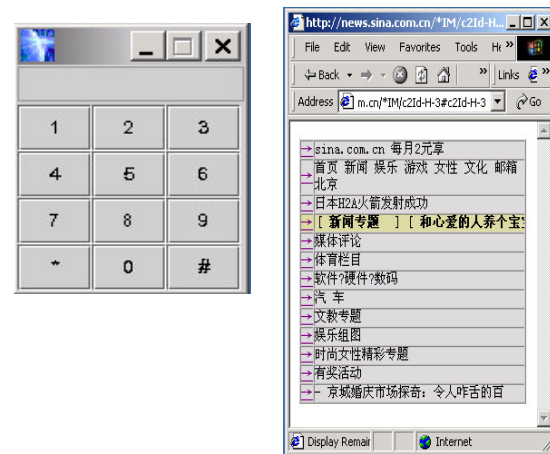 1 2 3
4 5 6
7 8 9
* 0 #
http://news.sina.com.cn/*IM/c2Id-H...
File Edit View Favorites Tools »
Back » Links »
Address m.cn/*IM/c2Id-H-3#c2Id-H-3 Go
→sina.com.cn 每月2元享
→首页 新闻 娱乐 游戏 女性 文化 邮箱
北京
→日本H2A火箭发射成功
→[ 新闻专题 ] [ 和心爱的人养个宝宝
→媒体评论
→体育栏目
→软件?硬件?数码
→汽 车
→文教专题
→娱乐组图
→时尚女性精彩专题
→有奖活动
→- 京城婚庆市场探奇: 令人咋舌的百
Display Remair Internet